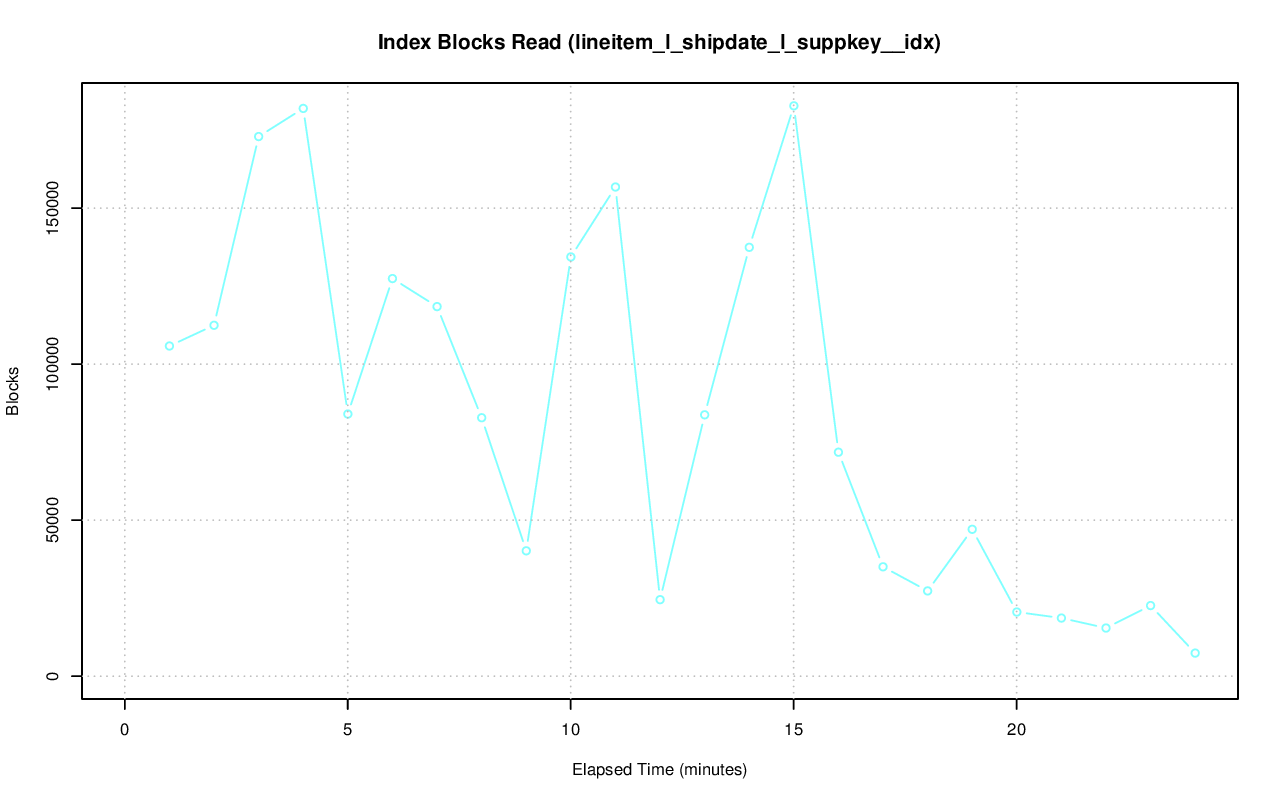 Index Blocks Read (lineitem_l_shipdate_l_suppkey__idx)
150000
100000
50000
0
Blocks
0 5 10 15 20
Elapsed Time (minutes)